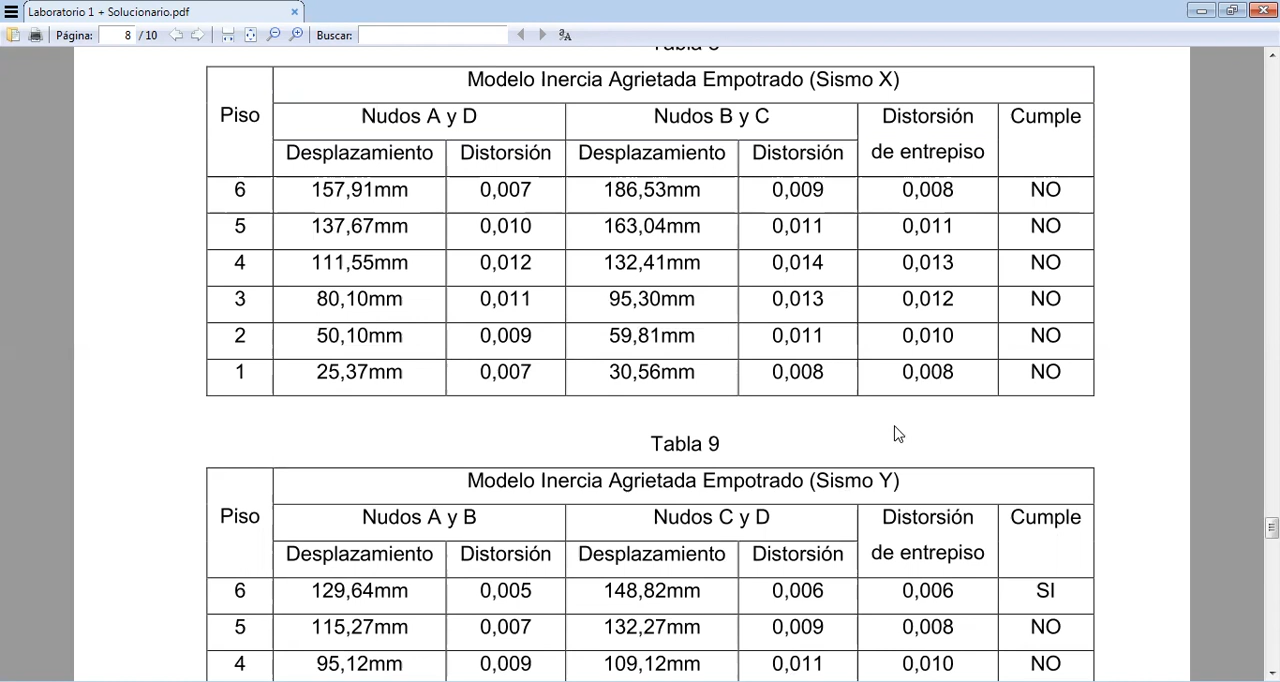 Laboratorio 1 + Solucionario.pdf
Página: 8 / 10 Buscar:
Modelo Inercia Agrietada Empotrado (Sismo X)
Piso Nudos A y D Nudos B y C Distorsión de entrepiso Cumple
Desplazamiento Distorsión Desplazamiento Distorsión
6 157,91mm 0,007 186,53mm 0,009 0,008 NO
5 137,67mm 0,010 163,04mm 0,011 0,011 NO
4 111,55mm 0,012 132,41mm 0,014 0,013 NO
3 80,10mm 0,011 95,30mm 0,013 0,012 NO
2 50,10mm 0,009 59,81mm 0,011 0,010 NO
1 25,37mm 0,007 30,56mm 0,008 0,008 NO
Tabla 9
Modelo Inercia Agrietada Empotrado (Sismo Y)
Piso Nudos A y B Nudos C y D Distorsión de entrepiso Cumple
Desplazamiento Distorsión Desplazamiento Distorsión
6 129,64mm 0,005 148,82mm 0,006 0,006 SI
5 115,27mm 0,007 132,27mm 0,009 0,008 NO
4 95,12mm 0,009 109,12mm 0,011 0,010 NO